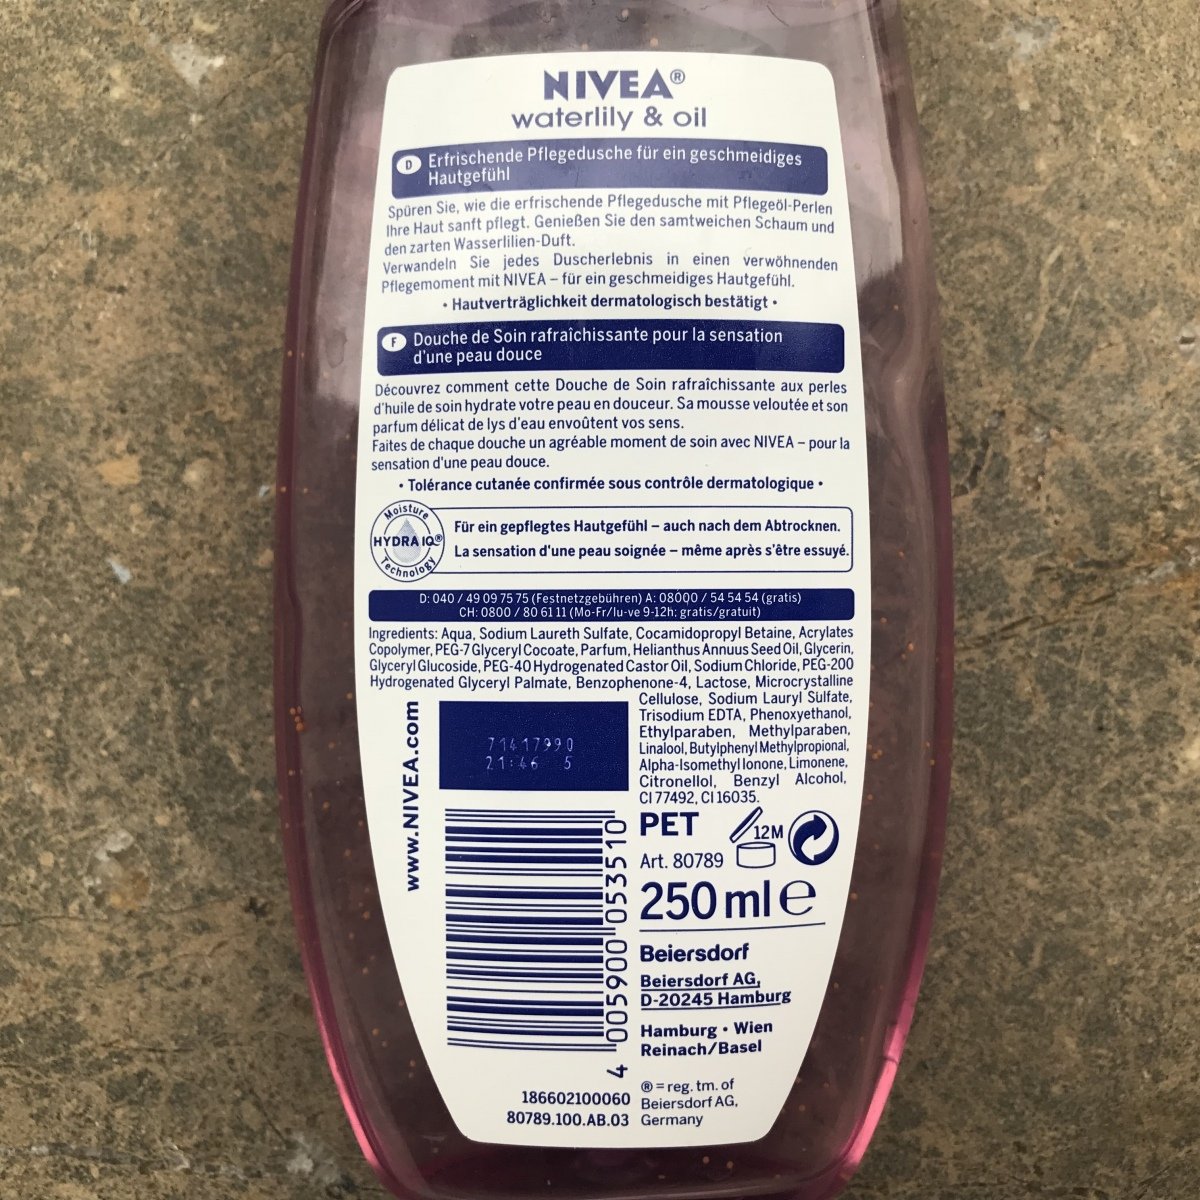 NIVEA®
waterlily & oil
D Erfrischende Pflegedusche für ein geschmeidiges
Hautgefühl
Spüren Sie, wie die erfrischende Pflegedusche mit Pflegeöl-Perlen
Ihre Haut sanft pflegt. Genießen Sie den samtweichen Schaum und
den zarten Wasserlilien-Duft.
Verwandeln Sie jedes Duscherlebnis in einen verwöhnenden
Pflegemoment mit NIVEA – für ein geschmeidiges Hautgefühl.
• Hautverträglichkeit dermatologisch bestätigt •
F Douche de Soin rafraîchissante pour la sensation
d'une peau douce
Découvrez comment cette Douche de Soin rafraîchissante aux perles
d'huile de soin hydrate votre peau en douceur. Sa mousse veloutée et son
parfum délicat de lys d'eau envoûtent vos sens.
Faites de chaque douche un agréable moment de soin avec NIVEA – pour la
sensation d'une peau douce.
• Tolérance cutanée confirmée sous contrôle dermatologique •
Moisture
HYDRA IQ®
Technology
Für ein gepflegtes Hautgefühl – auch nach dem Abtrocknen.
La sensation d'une peau soignée – même après s'être essuyé.
D: 040 / 49 09 75 75 (Festnetzgebühren) A: 08000 / 54 54 54 (gratis)
CH: 0800 / 80 61 11 (Mo-Fr/lu-ve 9-12h; gratis/gratuit)
Ingredients: Aqua, Sodium Laureth Sulfate, Cocamidopropyl Betaine, Acrylates
Copolymer, PEG-7 Glyceryl Cocoate, Parfum, Helianthus Annuus Seed Oil, Glycerin,
Glyceryl Glucoside, PEG-40 Hydrogenated Castor Oil, Sodium Chloride, PEG-200
Hydrogenated Glyceryl Palmate, Benzophenone-4, Lactose, Microcrystalline
Cellulose, Sodium Lauryl Sulfate,
Trisodium EDTA, Phenoxyethanol,
Ethylparaben, Methylparaben,
Linalool, Butylphenyl Methylpropional,
Alpha-Isomethyl Ionone, Limonene,
Citronellol, Benzyl Alcohol,
CI 77492, CI 16035.
www.NIVEA.com
71417990
21:46 5
4 005900 053510
PET
12M
Art. 80789
250 ml e
Beiersdorf
Beiersdorf AG,
D-20245 Hamburg
Hamburg • Wien
Reinach/Basel
186602100060
80789.100.AB.03
® = reg. tm. of
Beiersdorf AG,
Germany